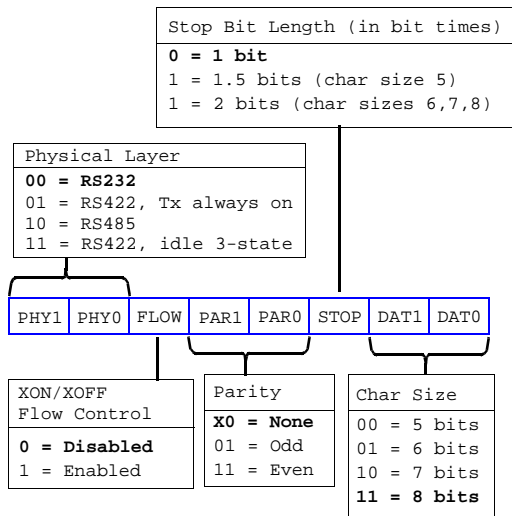 Stop Bit Length (in bit times)
0 = 1 bit
1 = 1.5 bits (char size 5)
1 = 2 bits (char sizes 6,7,8)
Physical Layer
00 = RS232
01 = RS422, Tx always on
10 = RS485
11 = RS422, idle 3-state
PHY1 PHY0 FLOW PAR1 PAR0 STOP DAT1 DAT0
XON/XOFF
Flow Control
0 = Disabled
1 = Enabled
Parity
X0 = None
01 = Odd
11 = Even
Char Size
00 = 5 bits
01 = 6 bits
10 = 7 bits
11 = 8 bits